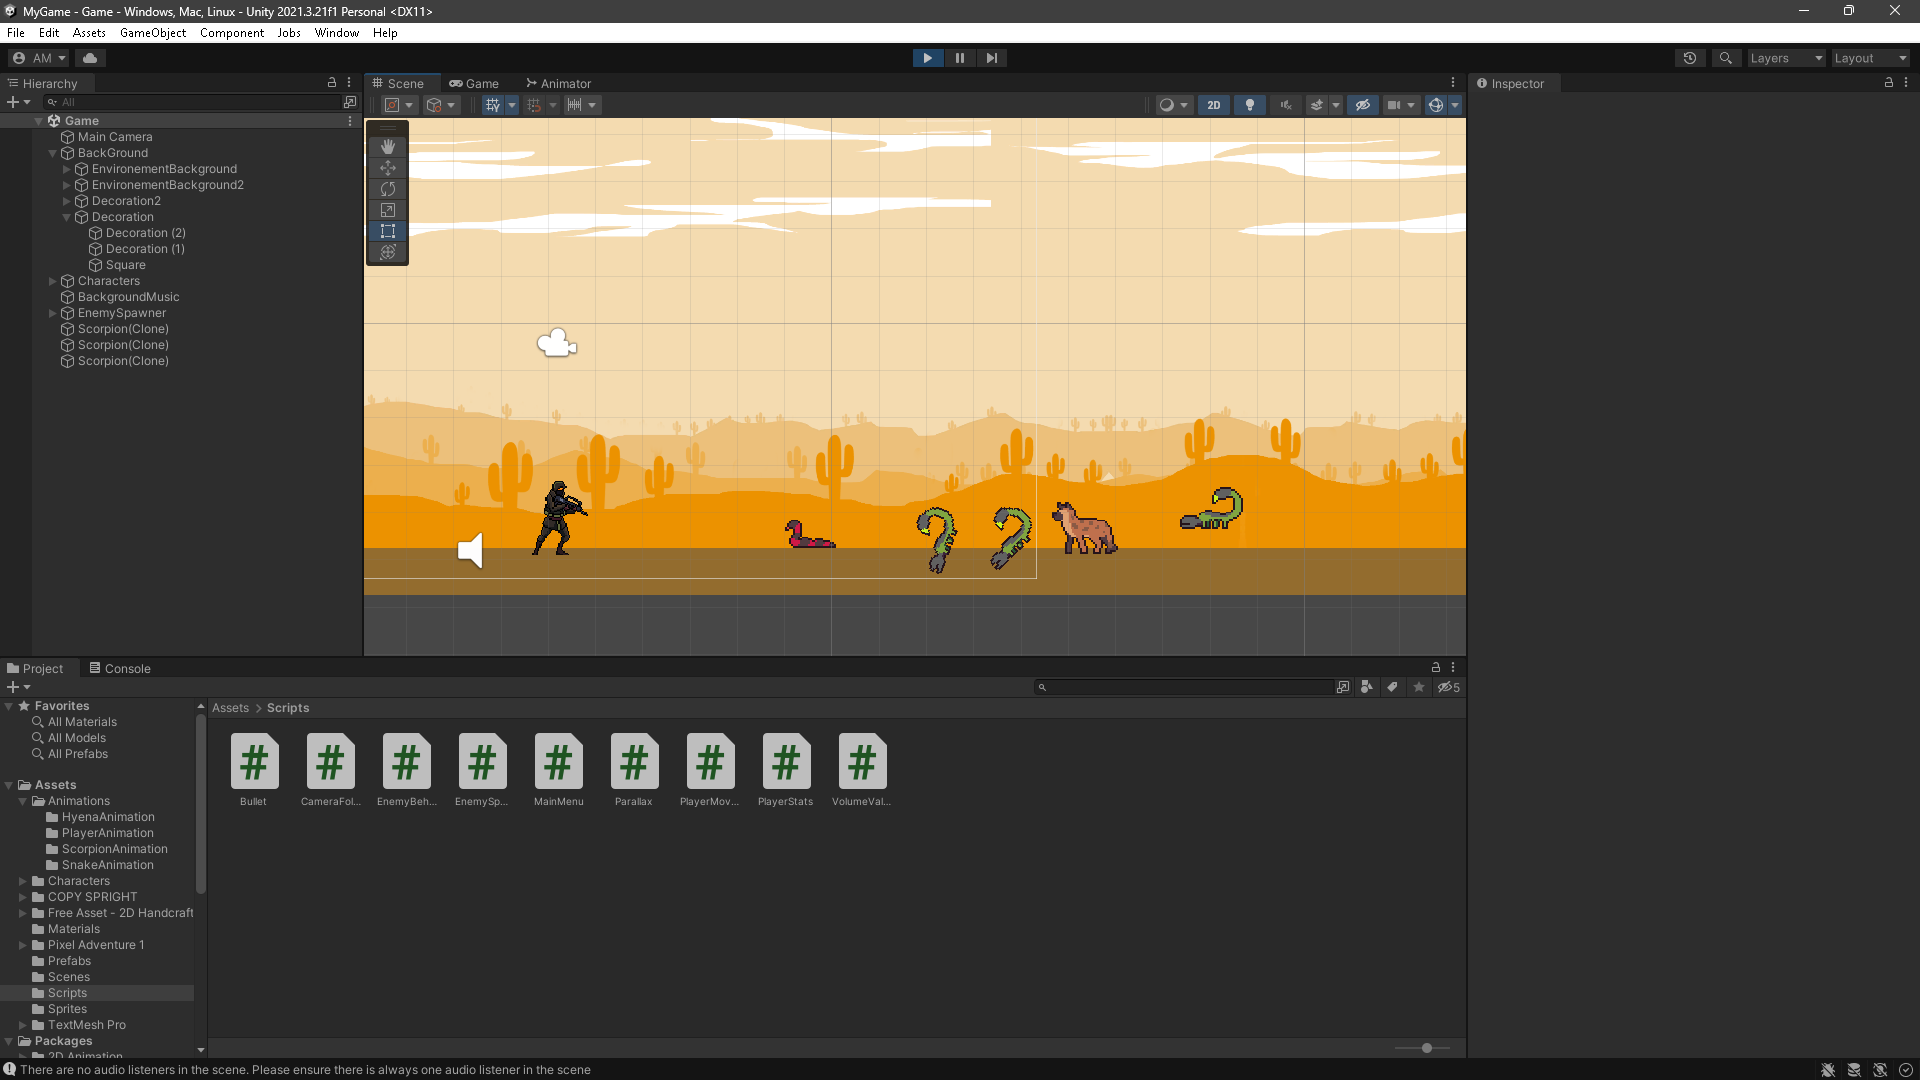 MyGame - Game - Windows, Mac, Linux - Unity 2021.3.21f1 Personal <DX11>
File Edit Assets GameObject Component Jobs Window Help
AM
Layers Layout
Hierarchy
Scene Game Animator
Inspector
All
2D
Game
Main Camera
BackGround
EnvironementBackground
EnvironementBackground2
Decoration2
Decoration
Decoration (2)
Decoration (1)
Square
Characters
BackgroundMusic
EnemySpawner
Scorpion(Clone)
Scorpion(Clone)
Scorpion(Clone)
Project Console
5
Favorites
All Materials
All Models
All Prefabs
Assets
Animations
HyenaAnimation
PlayerAnimation
ScorpionAnimation
SnakeAnimation
Characters
COPY SPRIGHT
Free Asset - 2D Handcraft
Materials
Pixel Adventure 1
Prefabs
Scenes
Scripts
Sprites
TextMesh Pro
Packages
2D Animation
Assets > Scripts
Bullet CameraFol... EnemyBeh... EnemySp... MainMenu Parallax PlayerMov... PlayerStats VolumeVal...
There are no audio listeners in the scene. Please ensure there is always one audio listener in the scene